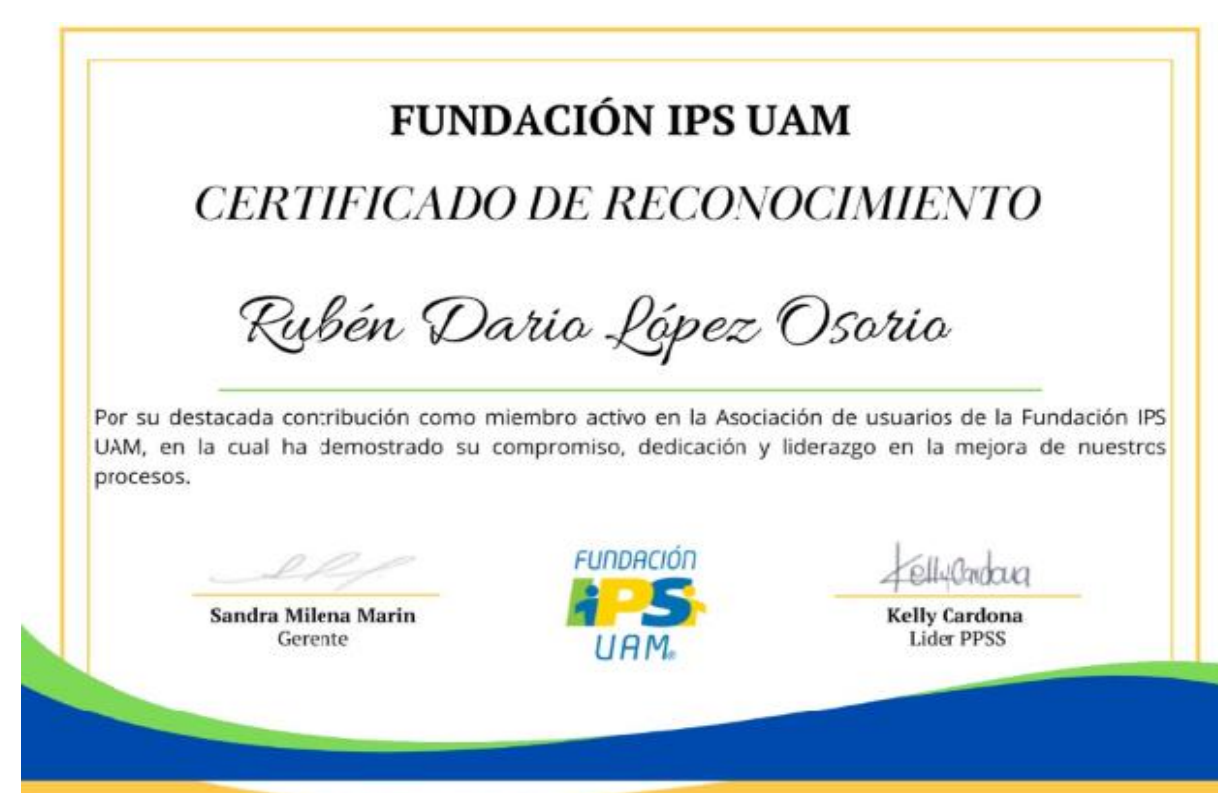 FUNDACIÓN IPS UAM
CERTIFICADO DE RECONOCIMIENTO
Rubén Dario López Osorio
Por su destacada contribución como miembro activo en la Asociación de usuarios de la Fundación IPS
UAM, en la cual ha demostrado su compromiso, dedicación y liderazgo en la mejora de nuestros
procesos.
Kelly Cardona
Sandra Milena Marin
Gerente
FUNDACIÓN
iPS
UAM®
Kelly Cardona
Lider PPSS